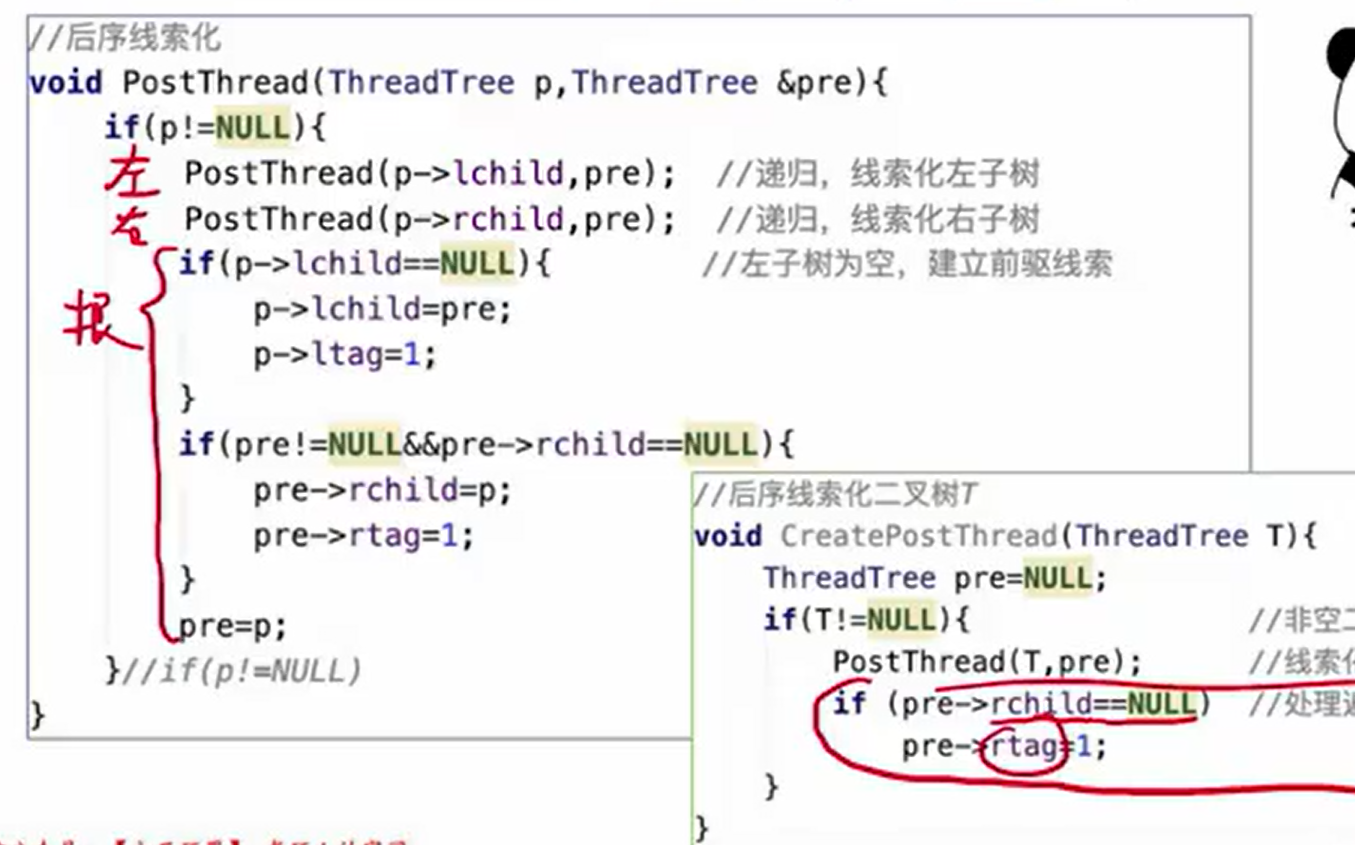 //后序线索化
void PostThread(ThreadTree p,ThreadTree &pre){
if(p!=NULL){
左 PostThread(p->lchild,pre); //递归，线索化左子树
右 PostThread(p->rchild,pre); //递归，线索化右子树
if(p->lchild==NULL){ //左子树为空，建立前驱线索
根 p->lchild=pre;
p->ltag=1;
}
if(pre!=NULL&&pre->rchild==NULL){
pre->rchild=p;
pre->rtag=1;
}
pre=p;
}//if(p!=NULL)
}
//后序线索化二叉树T
void CreatePostThread(ThreadTree T){
ThreadTree pre=NULL;
if(T!=NULL){ //非空二
PostThread(T,pre); //线索化
if (pre->rchild==NULL) //处理遍
pre->rtag=1;
}
}